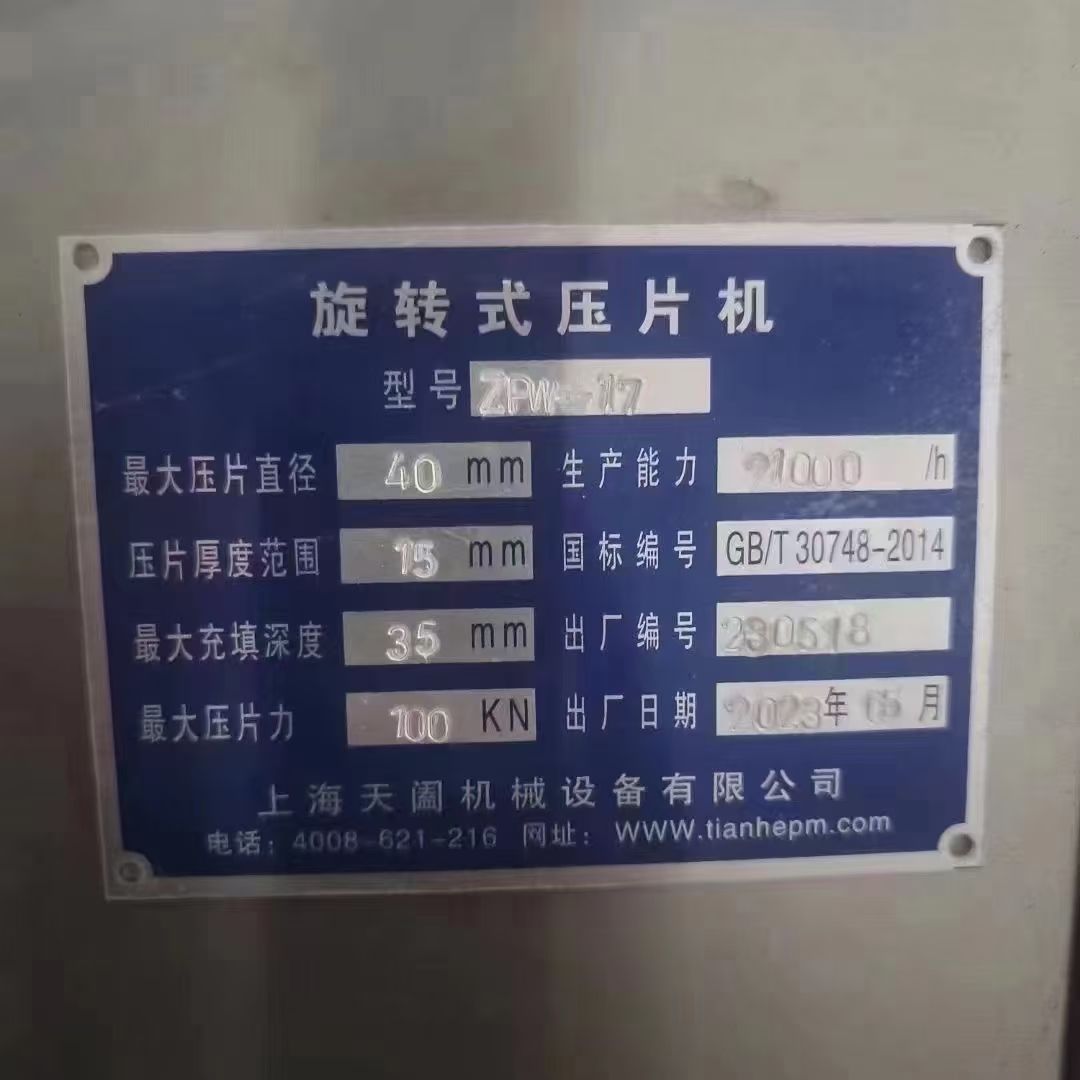 旋转式压片机
型号 ZPW-17
最大压片直径 40 mm 生产能力 21000 /h
压片厚度范围 15 mm 国标编号 GB/T 30748-2014
最大充填深度 35 mm 出厂编号 230518
最大压片力 100 KN 出厂日期 2023年 05月
上海天阖机械设备有限公司
电话：4008-621-216 网址：WWW.tianhepm.com